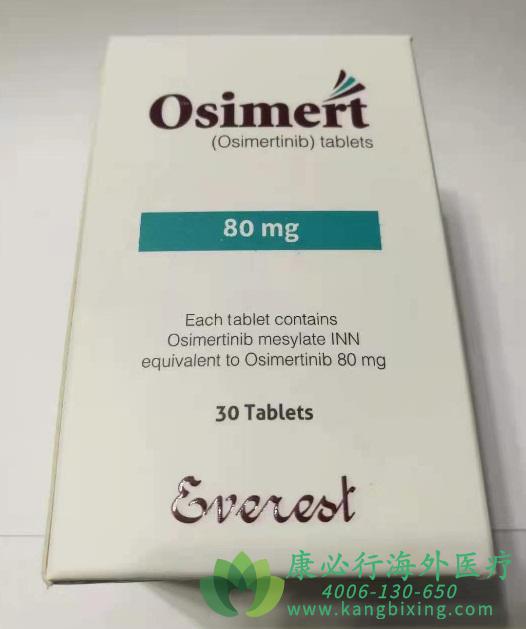 Osimert
(Osimertinib) tablets
80 mg
Each tablet contains
Osimertinib mesylate INN
equivalent to Osimertinib 80 mg
30 Tablets
Everest
康必行海外医疗
4006-130-650
www.kangbixing.com